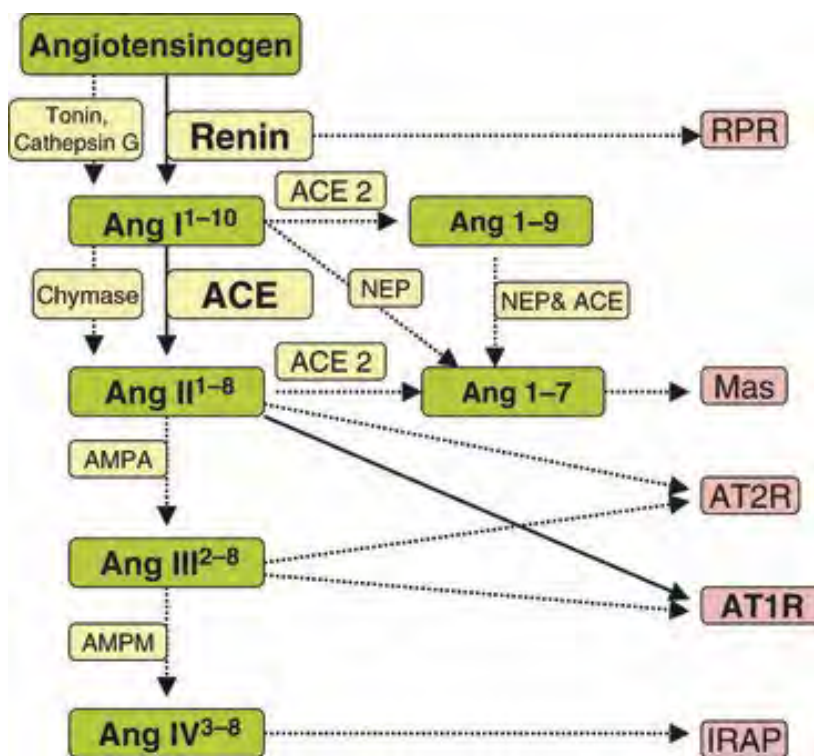 Angiotensinogen
Tonin,
Cathepsin G
Renin
RPR
ACE 2
Ang I¹⁻¹⁰
Ang 1–9
Chymase
ACE
NEP
NEP& ACE
ACE 2
Ang II¹⁻⁸
Ang 1–7
Mas
AMPA
AT2R
Ang III²⁻⁸
AT1R
AMPM
Ang IV³⁻⁸
IRAP